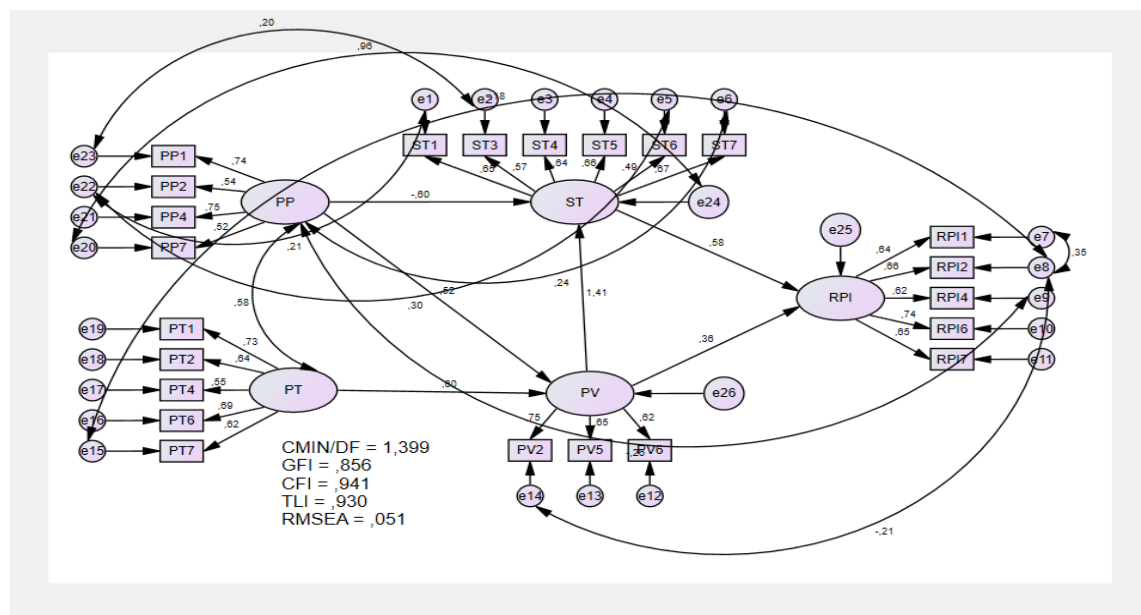 ,20
,96
e1 e2 ,18 e3 e4 e5 e6
ST1 ST3 ST4 ST5 ST6 ST7
e23 PP1
,74 ,65 ,57 ,64 ,66 ,49 ,67
e22 PP2 ,54
PP -,60 ST e24
e21 PP4 ,75
e20 PP7 ,52
,21
e25
,58
,64 RPI1 e7
,35
,66 RPI2 e8
RPI ,62 RPI4 e9
,74 RPI6 e10
,65 RPI7 e11
,58 ,52 ,30 1,41 ,24
,36
e19 PT1 ,73
e18 PT2 ,64
e17 PT4 ,55
PT PV e26
e16 PT6 ,69
e15 PT7 ,62
,75 ,65 ,62
PV2 PV5 PV6
e14 e13 e12
-,21
CMIN/DF = 1,399
GFI = ,856
CFI = ,941
TLI = ,930
RMSEA = ,051